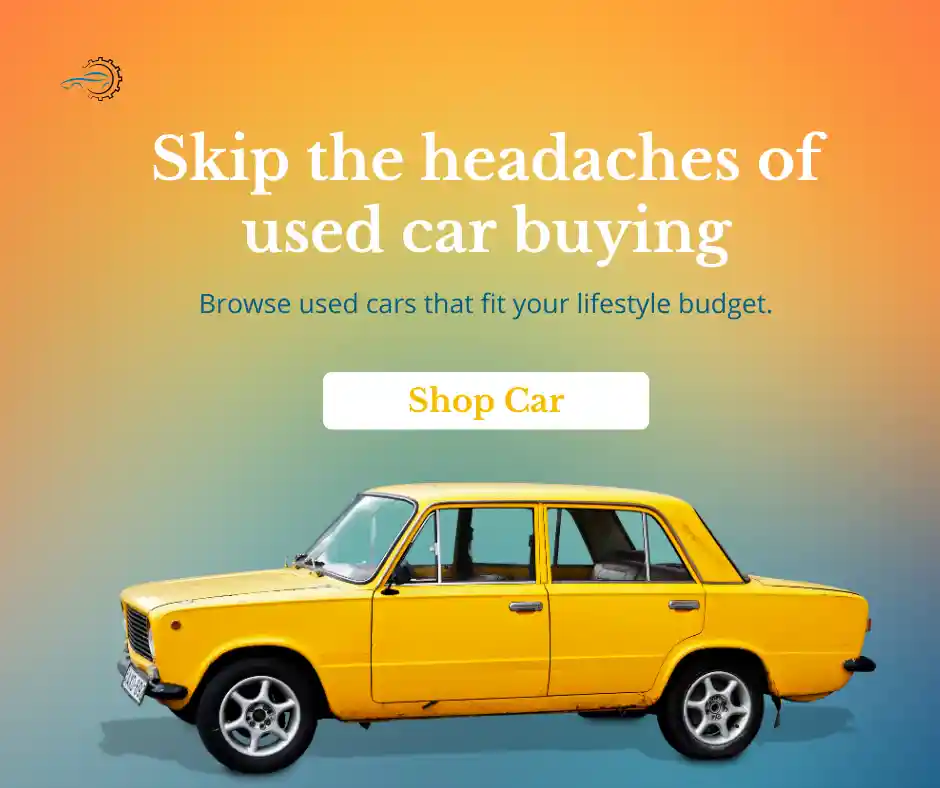 Skip the headaches of
used car buying
Browse used cars that fit your lifestyle budget.
Shop Car